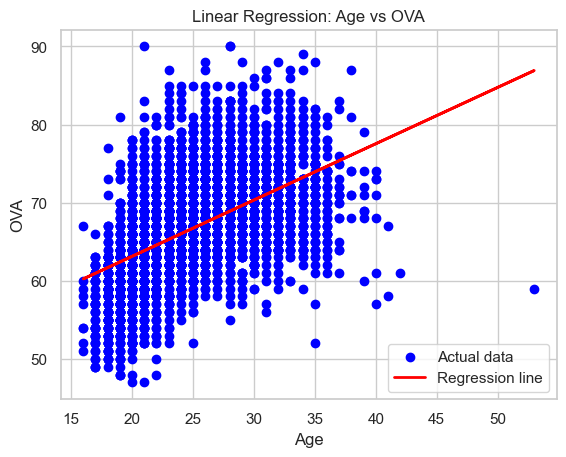 Linear Regression: Age vs OVA
90
80
70
60
50
OVA
15 20 25 30 35 40 45 50
Age
Actual data
Regression line